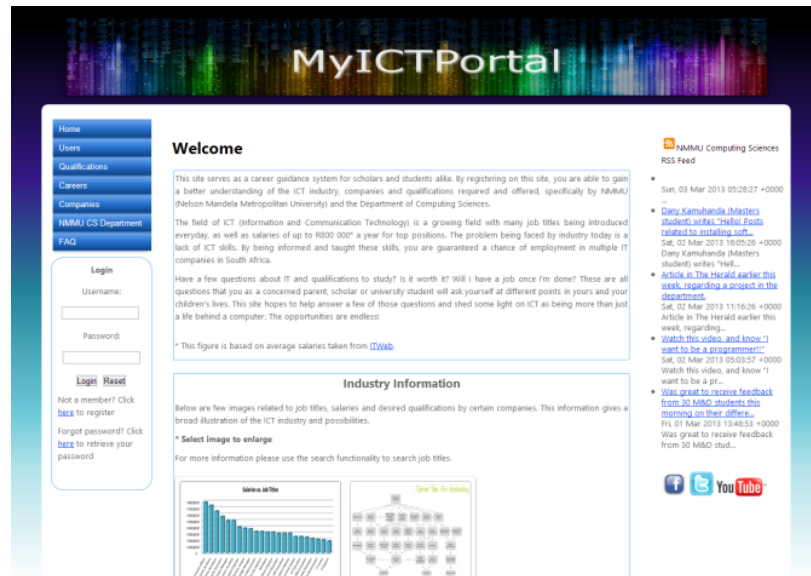 MyICTPortal
Home
Users
Qualifications
Careers
Companies
NMMU CS Department
FAQ
Login
Username:
Password:
Login Reset
Not a member? Click
here to register
Forgot password? Click
here to retrieve your
password
Welcome
This site serves as a career guidance system for scholars and students alike. By registering on this site, you are able to gain
a better understanding of the ICT industry, companies and qualifications required and offered, specifically by NMMU
(Nelson Mandela Metropolitan University) and the Department of Computing Sciences.
The field of ICT (Information and Communication Technology) is a growing field with many job titles being introduced
everyday, as well as salaries of up to R800 000* a year for top positions. The problem being faced by industry today is a
lack of ICT skills. By being informed and taught these skills, you are guaranteed a chance of employment in multiple IT
companies in South Africa.
Have a few questions about IT and qualifications to study? Is it worth it? Will I have a job once I'm done? These are all
questions that you as a concerned parent, scholar or university student will ask yourself at different points in yours and your
children's lives. This site hopes to help answer a few of those questions and shed some light on ICT as being more than just
a life behind a computer. The opportunities are endless!
* This figure is based on average salaries taken from ITWeb.
Industry Information
Below are few images related to job titles, salaries and desired qualifications by certain companies. This information gives a
broad illustration of the ICT industry and possibilities.
* Select image to enlarge
For more information please use the search functionality to search job titles.
Salaries vs. Job Titles
NMMU Computing Sciences
RSS Feed
Sun, 03 Mar 2013 05:28:27 +0000
...
Dany Kamuhanda (Masters
student) writes "Hello! Posts
related to installing soft...
Sat, 02 Mar 2013 16:05:26 +0000
Dany Kamuhanda (Masters
student) writes "Hell...
Article in The Herald earlier this
week, regarding a project in the
department.
Sat, 02 Mar 2013 11:16:26 +0000
Article in The Herald earlier this
week, regarding...
Watch this video, and know "I
want to be a programmer!!"
Sat, 02 Mar 2013 05:03:57 +0000
Watch this video, and know "I
want to be a pr...
Was great to receive feedback
from 30 M&D students this
morning on their differe...
Fri, 01 Mar 2013 13:48:53 +0000
Was great to receive feedback
from 30 M&D stud...
You Tube